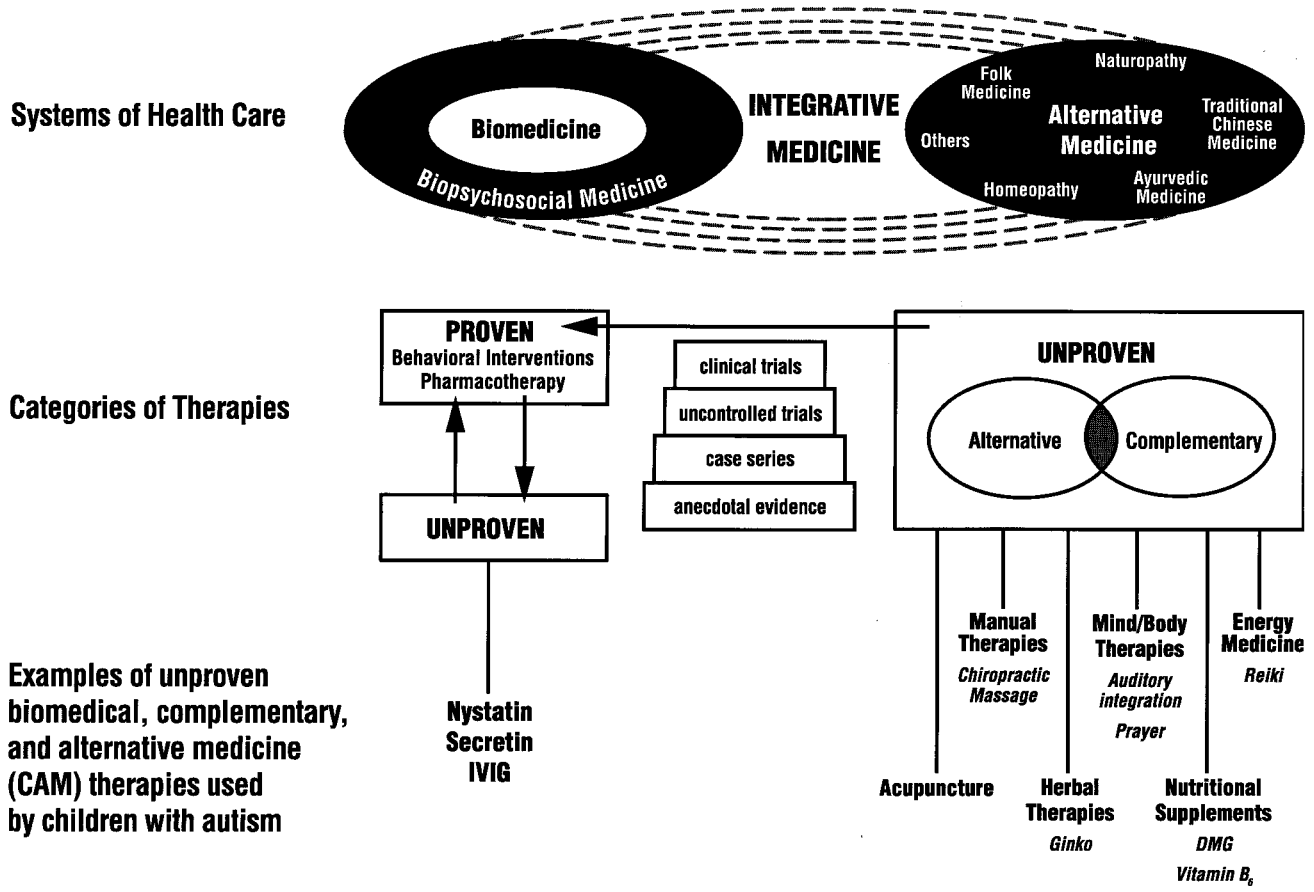 Systems of Health Care
Biomedicine
Biopsychosocial Medicine
INTEGRATIVE
MEDICINE
Naturopathy
Folk
Medicine
Alternative
Medicine
Traditional
Chinese
Medicine
Others
Homeopathy
Ayurvedic
Medicine
Categories of Therapies
PROVEN
Behavioral Interventions
Pharmacotherapy
UNPROVEN
clinical trials
uncontrolled trials
case series
anecdotal evidence
UNPROVEN
Alternative
Complementary
Examples of unproven
biomedical, complementary,
and alternative medicine
(CAM) therapies used
by children with autism
Nystatin
Secretin
IVIG
Acupuncture
Manual
Therapies
Chiropractic
Massage
Herbal
Therapies
Ginko
Mind/Body
Therapies
Auditory
integration
Prayer
Nutritional
Supplements
DMG
Vitamin B₆
Energy
Medicine
Reiki